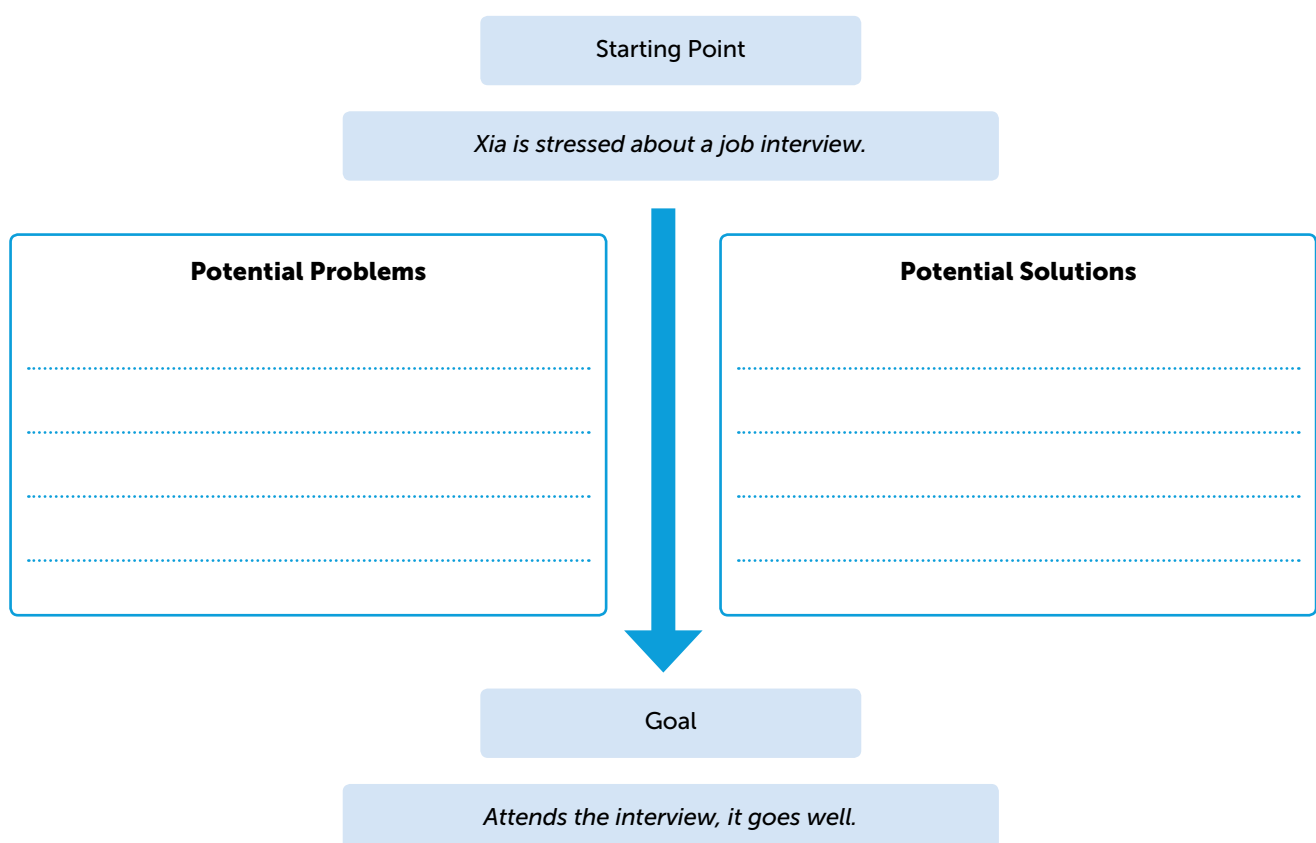 Starting Point
Xia is stressed about a job interview.
Potential Problems
Potential Solutions
Goal
Attends the interview, it goes well.